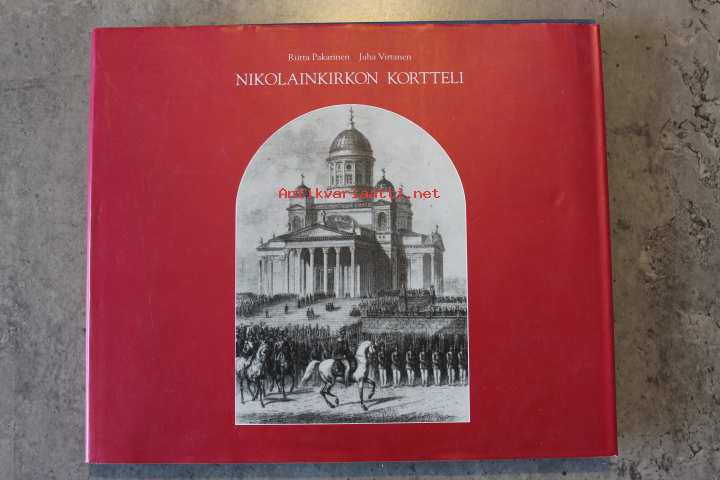 Riitta Pakarinen Juha Virtanen
NIKOLAINKIRKON KORTTELI
Antikvariaatti.net